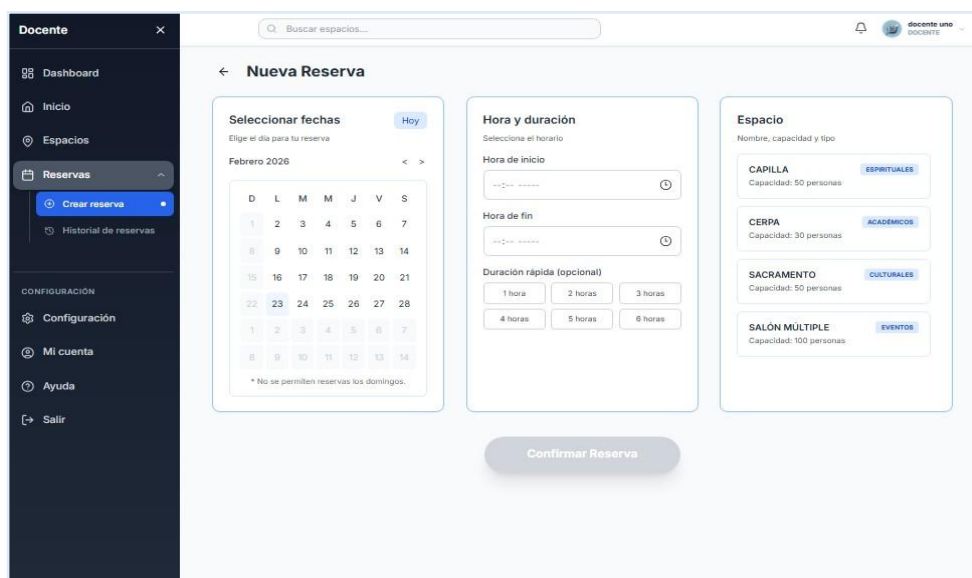 Docente ×
Dashboard
Inicio
Espacios
Reservas
Crear reserva
Historial de reservas
CONFIGURACIÓN
Configuración
Mi cuenta
Ayuda
Salir
Buscar espacios...
docente uno
DOCENTE
← Nueva Reserva
Seleccionar fechas Hoy
Elige el día para tu reserva
Febrero 2026 < >
D L M M J V S
1 2 3 4 5 6 7
8 9 10 11 12 13 14
15 16 17 18 19 20 21
22 23 24 25 26 27 28
1 2 3 4 5 6 7
8 9 10 11 12 13 14
* No se permiten reservas los domingos.
Hora y duración
Selecciona el horario
Hora de inicio
--:-- -----
Hora de fin
--:-- -----
Duración rápida (opcional)
1 hora 2 horas 3 horas
4 horas 5 horas 6 horas
Espacio
Nombre, capacidad y tipo
CAPILLA ESPIRITUALES
Capacidad: 50 personas
CERPA ACADÉMICOS
Capacidad: 30 personas
SACRAMENTO CULTURALES
Capacidad: 50 personas
SALÓN MÚLTIPLE EVENTOS
Capacidad: 100 personas
Confirmar Reserva